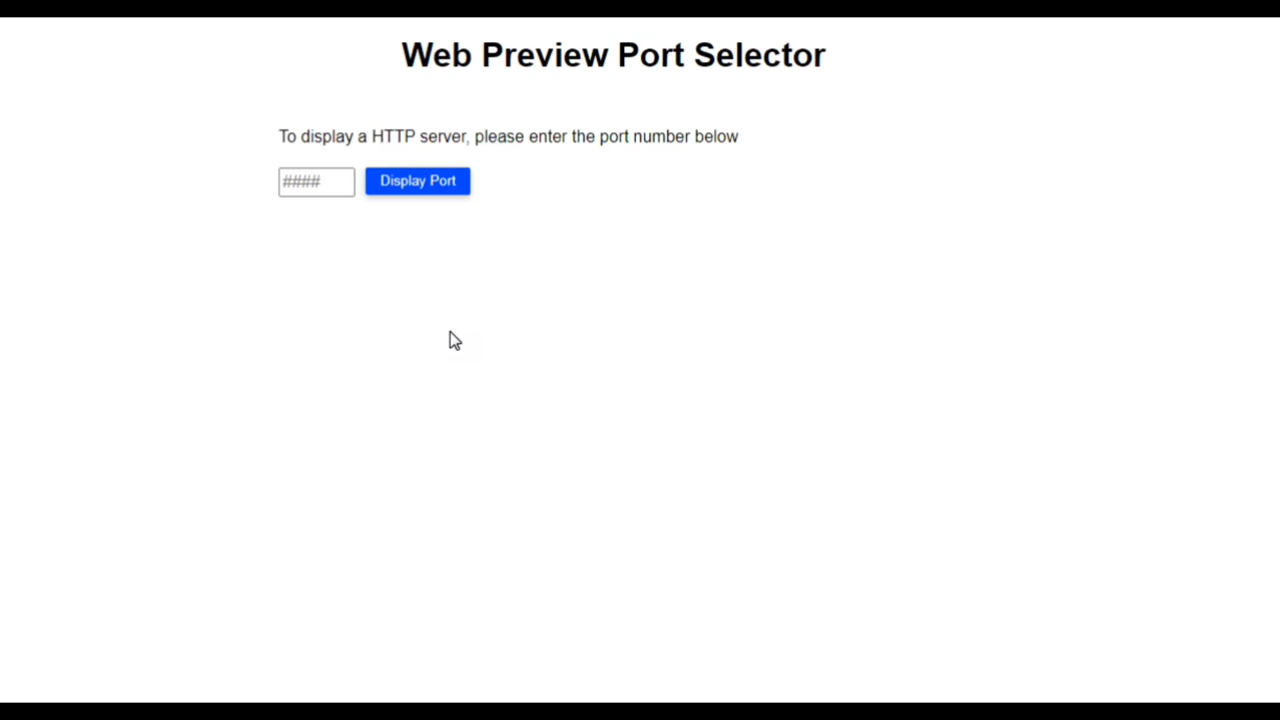 Web Preview Port Selector
To display a HTTP server, please enter the port number below
#### Display Port